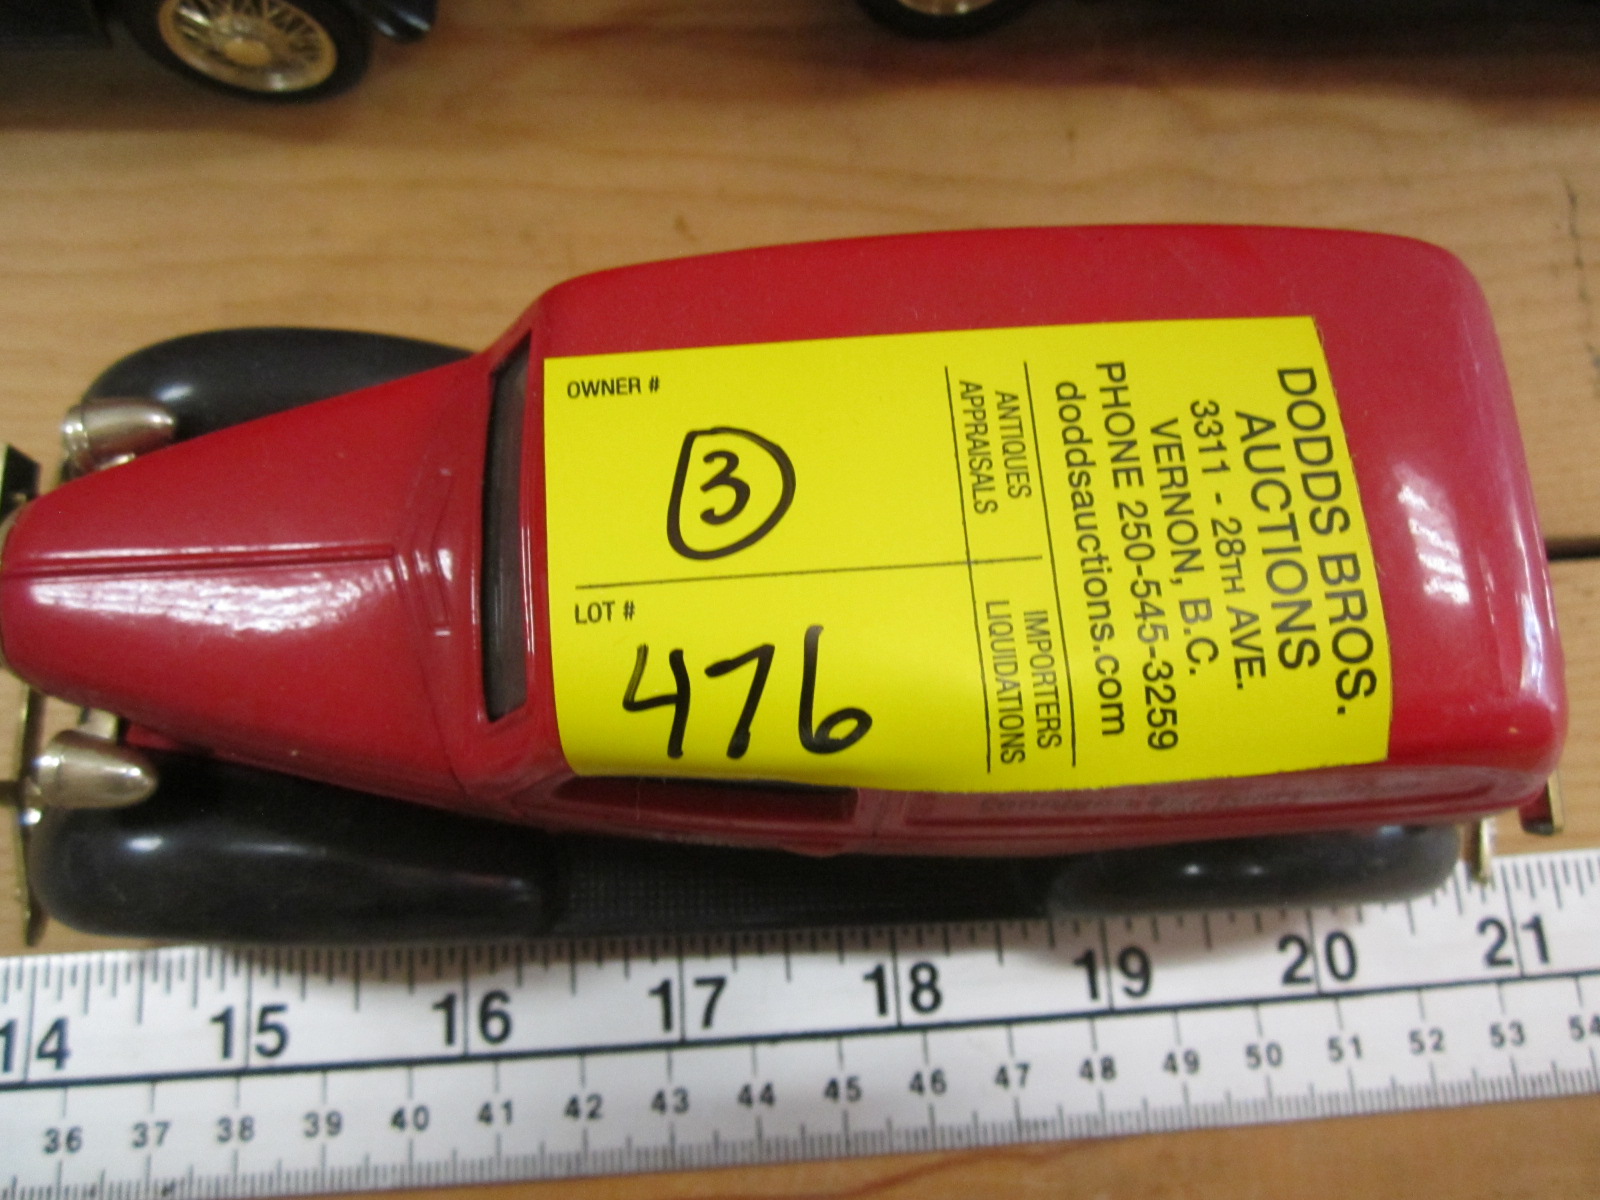 OWNER #
3
LOT #
476
ANTIQUES
APPRAISALS
IMPORTERS
LIQUIDATIONS
DODDS BROS.
AUCTIONS
3311 - 28TH AVE.
VERNON, B.C.
PHONE 250-545-3259
doddsauctions.com
14 15 16 17 18 19 20 21
36 37 38 39 40 41 42 43 44 45 46 47 48 49 50 51 52 53 54